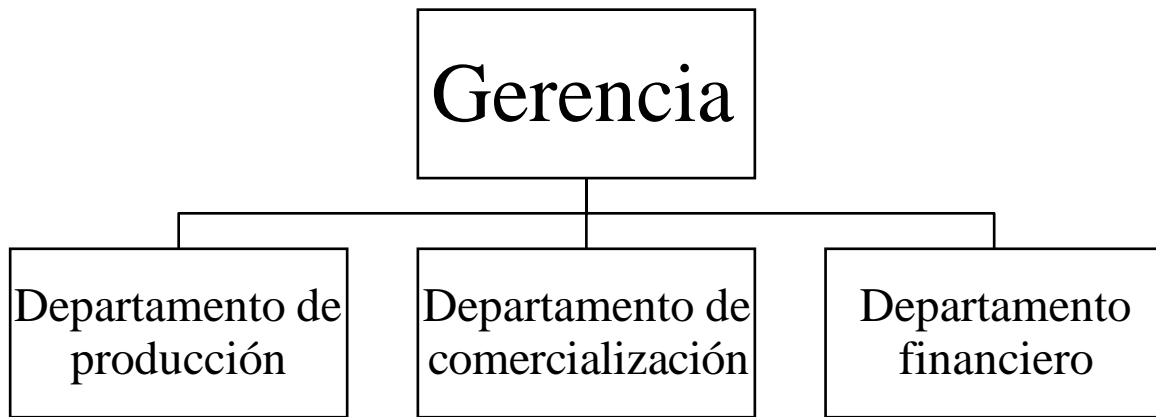 Gerencia
Departamento de
producción
Departamento de
comercialización
Departamento
financiero